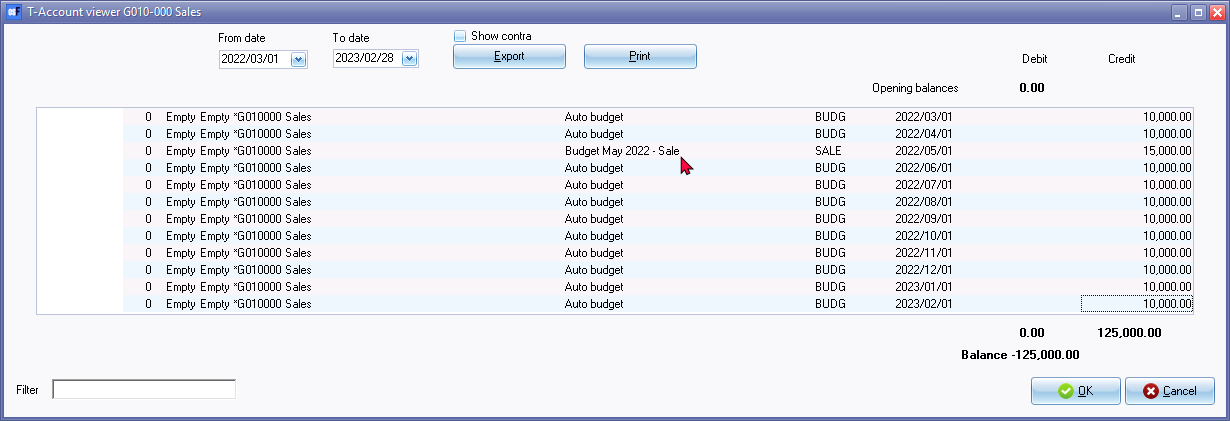 T-Account viewer G010-000 Sales
From date To date Show contra
2022/03/01 2023/02/28 Export Print Debit Credit
Opening balances 0.00
0 Empty Empty *G010000 Sales Auto budget BUDG 2022/03/01 10,000.00
0 Empty Empty *G010000 Sales Auto budget BUDG 2022/04/01 10,000.00
0 Empty Empty *G010000 Sales Budget May 2022 - Sale SALE 2022/05/01 15,000.00
0 Empty Empty *G010000 Sales Auto budget BUDG 2022/06/01 10,000.00
0 Empty Empty *G010000 Sales Auto budget BUDG 2022/07/01 10,000.00
0 Empty Empty *G010000 Sales Auto budget BUDG 2022/08/01 10,000.00
0 Empty Empty *G010000 Sales Auto budget BUDG 2022/09/01 10,000.00
0 Empty Empty *G010000 Sales Auto budget BUDG 2022/10/01 10,000.00
0 Empty Empty *G010000 Sales Auto budget BUDG 2022/11/01 10,000.00
0 Empty Empty *G010000 Sales Auto budget BUDG 2022/12/01 10,000.00
0 Empty Empty *G010000 Sales Auto budget BUDG 2023/01/01 10,000.00
0 Empty Empty *G010000 Sales Auto budget BUDG 2023/02/01 10,000.00
0.00 125,000.00
Balance -125,000.00
Filter OK Cancel